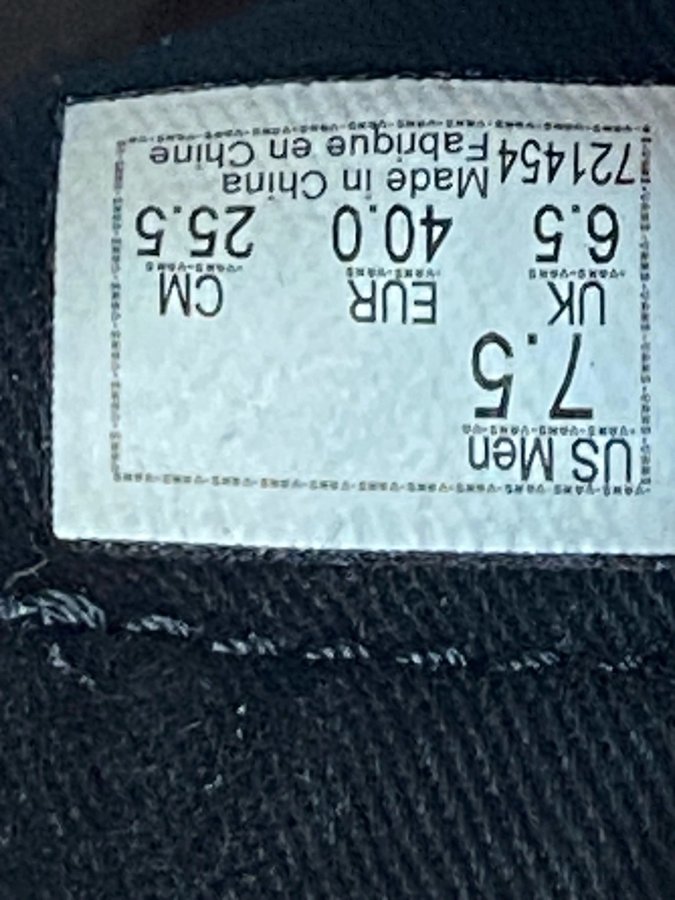 US Men
7.5
UK EUR CM
6.5 40.0 25.5
721454 Made in China
Fabrique en Chine